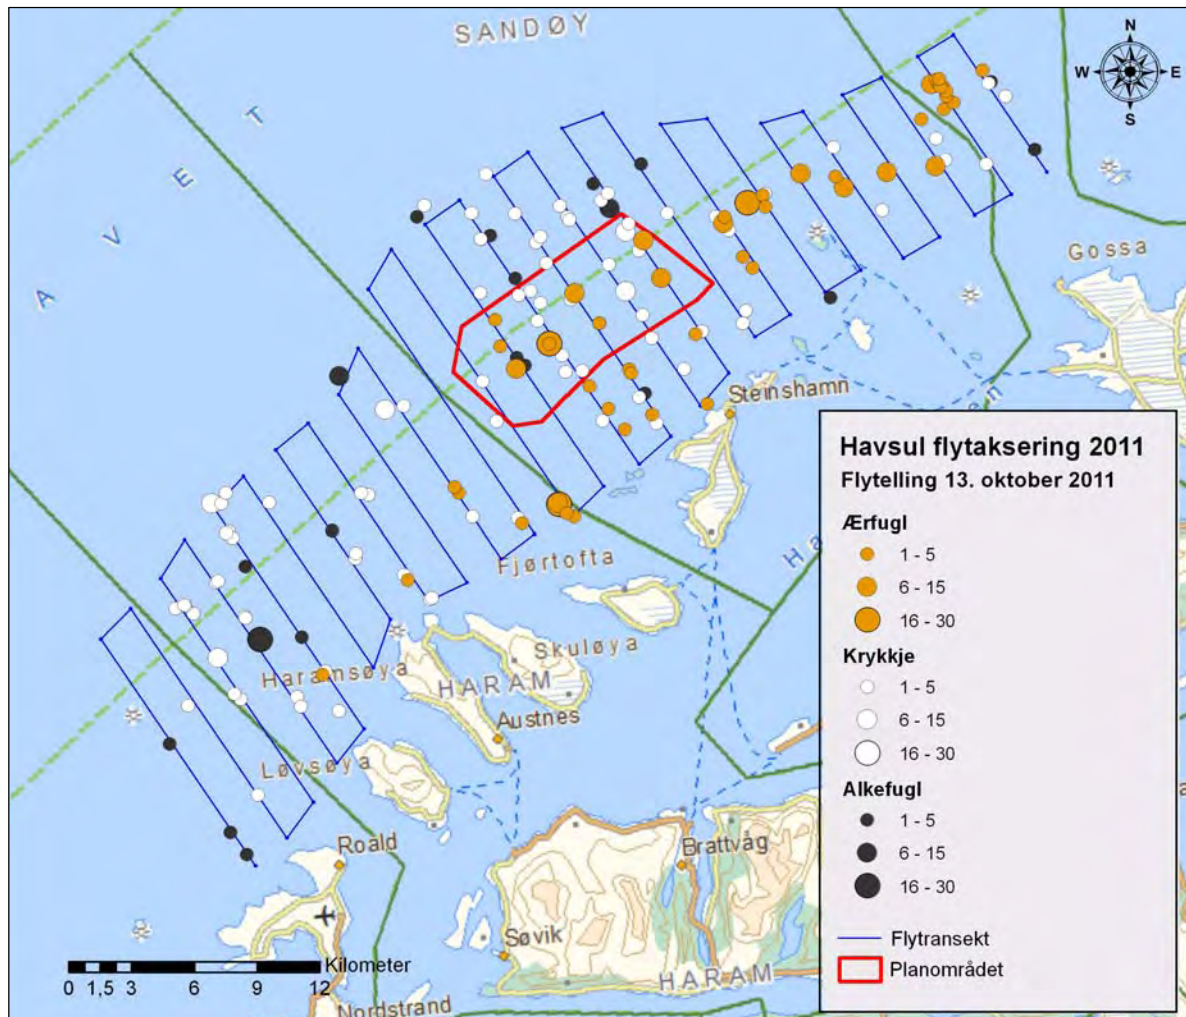 SANDØY
N
W
E
S
AVET
Gossa
Steinshamn
Fjørtofta
Skuløya
Haramsøya
HARAM
Austnes
Løvsøya
Roald
Brattvåg
Søvik
HARAM
Nordstrand
Kilometer
0 1,5 3 6 9 12
Havsul flytaksering 2011
Flytelling 13. oktober 2011
Ærfugl
1 - 5
6 - 15
16 - 30
Krykkje
1 - 5
6 - 15
16 - 30
Alkefugl
1 - 5
6 - 15
16 - 30
Flytransekt
Planområdet